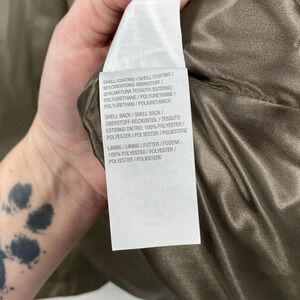 SHELL COATING / SHELL COATING /
BESCHICHTUNG OBERSTOFF /
SPALMATURA TESSUTO ESTERNO:
POLYURETHANE / POLYURETHANE /
POLYURETHAN / POLIURETANICA
SHELL BACK / SHELL BACK /
OBERSTOFF-RÜCKENTEIL / TESSUTO
ESTERNO DIETRO: 100% POLYESTER /
POLYESTER / POLYESTER / POLIESTERE
LINING / LINING / FUTTER / FODERA :
100% POLYESTER / POLYESTER /
POLYESTER / POLIESTERE